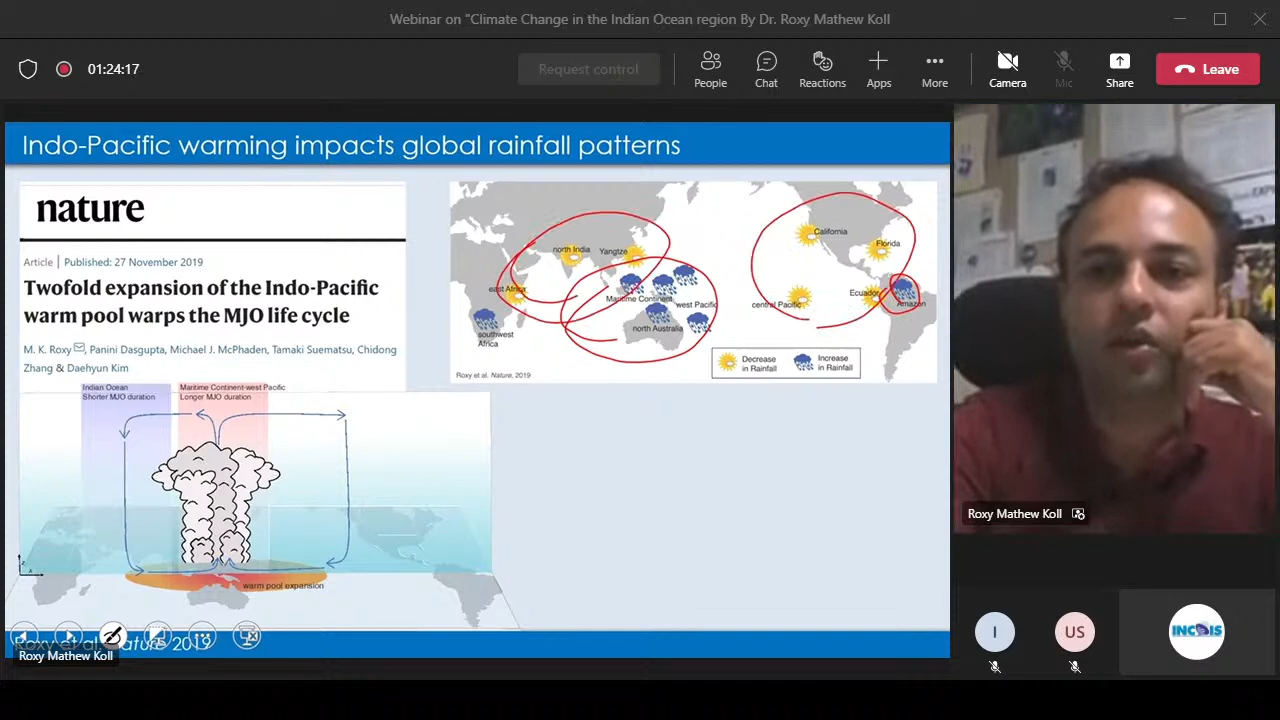 Webinar on "Climate Change in the Indian Ocean region By Dr. Roxy Mathew Koll
01:24:17
Request control
People
Chat
Reactions
Apps
More
Camera
Mic
Share
Leave
Indo-Pacific warming impacts global rainfall patterns
nature
Article | Published: 27 November 2019
Twofold expansion of the Indo-Pacific
warm pool warps the MJO life cycle
M. K. Roxy, Panini Dasgupta, Michael J. McPhaden, Tamaki Suematsu, Chidong
Zhang & Daehyun Kim
Indian Ocean
Shorter MJO duration
Maritime Continent-west Pacific
Longer MJO duration
warm pool expansion
north India
Yangtze
east Africa
Maritime Continent
west Pacific
north Australia
southwest
Africa
California
Florida
central Pacific
Ecuador
Amazon
Decrease
in Rainfall
Increase
in Rainfall
Roxy et al. Nature, 2019
Roxy et al. Nature 2019
Roxy Mathew Koll
Roxy Mathew Koll
I
US
INCOIS